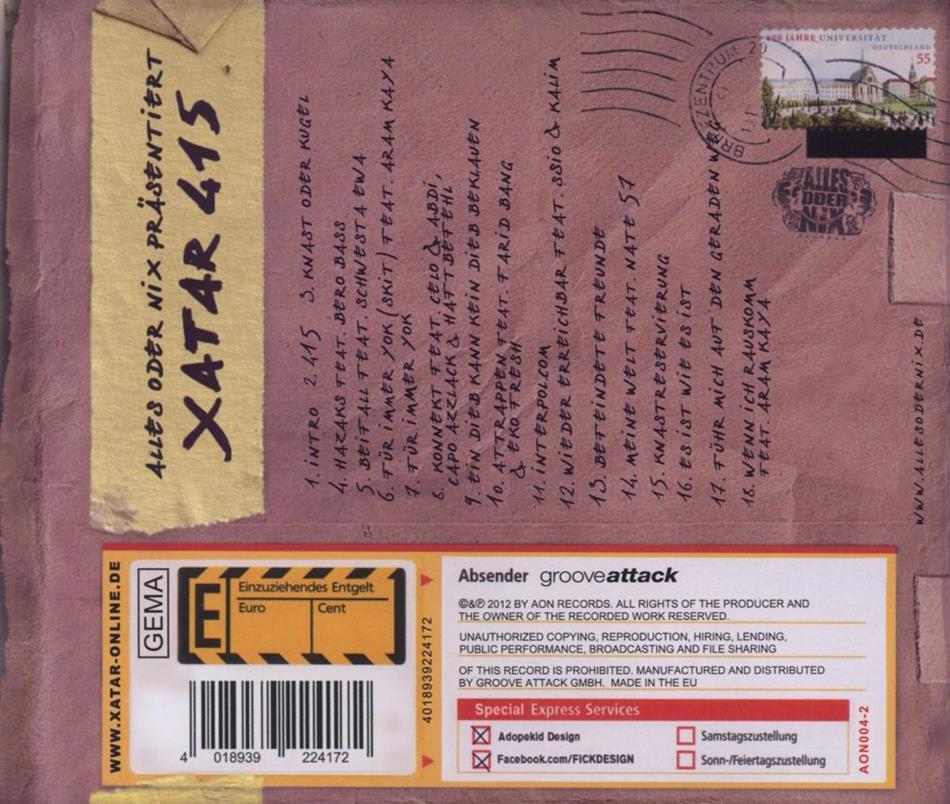 ALLES ODER NIX PRÄSENTIERT
XATAR 415
1. INTRO 2. 415 3. KNAST ODER KUGEL
4. HAZAKS FEAT. BERO BASS
5. BEIFALL FEAT. SCHWESTA EWA
6. FÜR IMMER YOK (SKIT) FEAT. ARAM KAYA
7. FÜR IMMER YOK
8. KONNEKT FEAT. CELO & ABDI,
CAPO AZZLACK & HAFTBEFEHL
9. EIN DIEB KANN KEIN DIEB BEKLAUEN
10. ATTRAPPEN FEAT. FARID BANG
& EKO FRESH
11. INTERPOL.COM
12. WIEDER ERREICHBAR FEAT. SSIO & KALIM
13. BEFEINDETE FREUNDE
14. MEINE WELT FEAT. NATE 57
15. KNASTRESERVIERUNG
16. ES IST WIE ES IST
17. FÜHR MICH AUF DEN GERADEN WEG
18. WENN ICH RAUSKOMM
FEAT. ARAM KAYA
BRIEFZENTRUM 20
600 JAHRE UNIVERSITÄT
DEUTSCHLAND
55
ALLES
ODER
NIX
WWW.ALLESODERNIX.DE
WWW.XATAR-ONLINE.DE
GEMA
E
Einzuziehendes Entgelt
Euro Cent
4 018939 224172
4018939224172
Absender grooveattack
©&℗ 2012 BY AON RECORDS. ALL RIGHTS OF THE PRODUCER AND
THE OWNER OF THE RECORDED WORK RESERVED.
UNAUTHORIZED COPYING, REPRODUCTION, HIRING, LENDING,
PUBLIC PERFORMANCE, BROADCASTING AND FILE SHARING
OF THIS RECORD IS PROHIBITED. MANUFACTURED AND DISTRIBUTED
BY GROOVE ATTACK GMBH. MADE IN THE EU
Special Express Services
Adopekid Design
Samstagszustellung
Facebook.com/FICKDESIGN
Sonn-/Feiertagszustellung
AON004-2